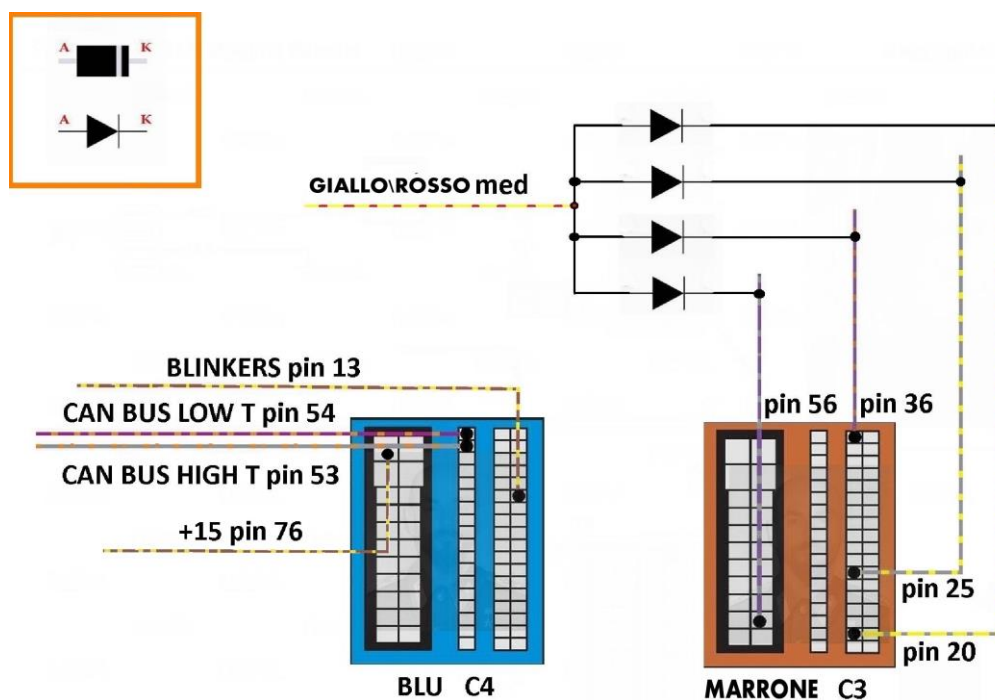 A K
A K
GIALLO\ROSSO med
BLINKERS pin 13
CAN BUS LOW T pin 54
CAN BUS HIGH T pin 53
+15 pin 76
pin 56
pin 36
pin 25
pin 20
BLU C4
MARRONE C3